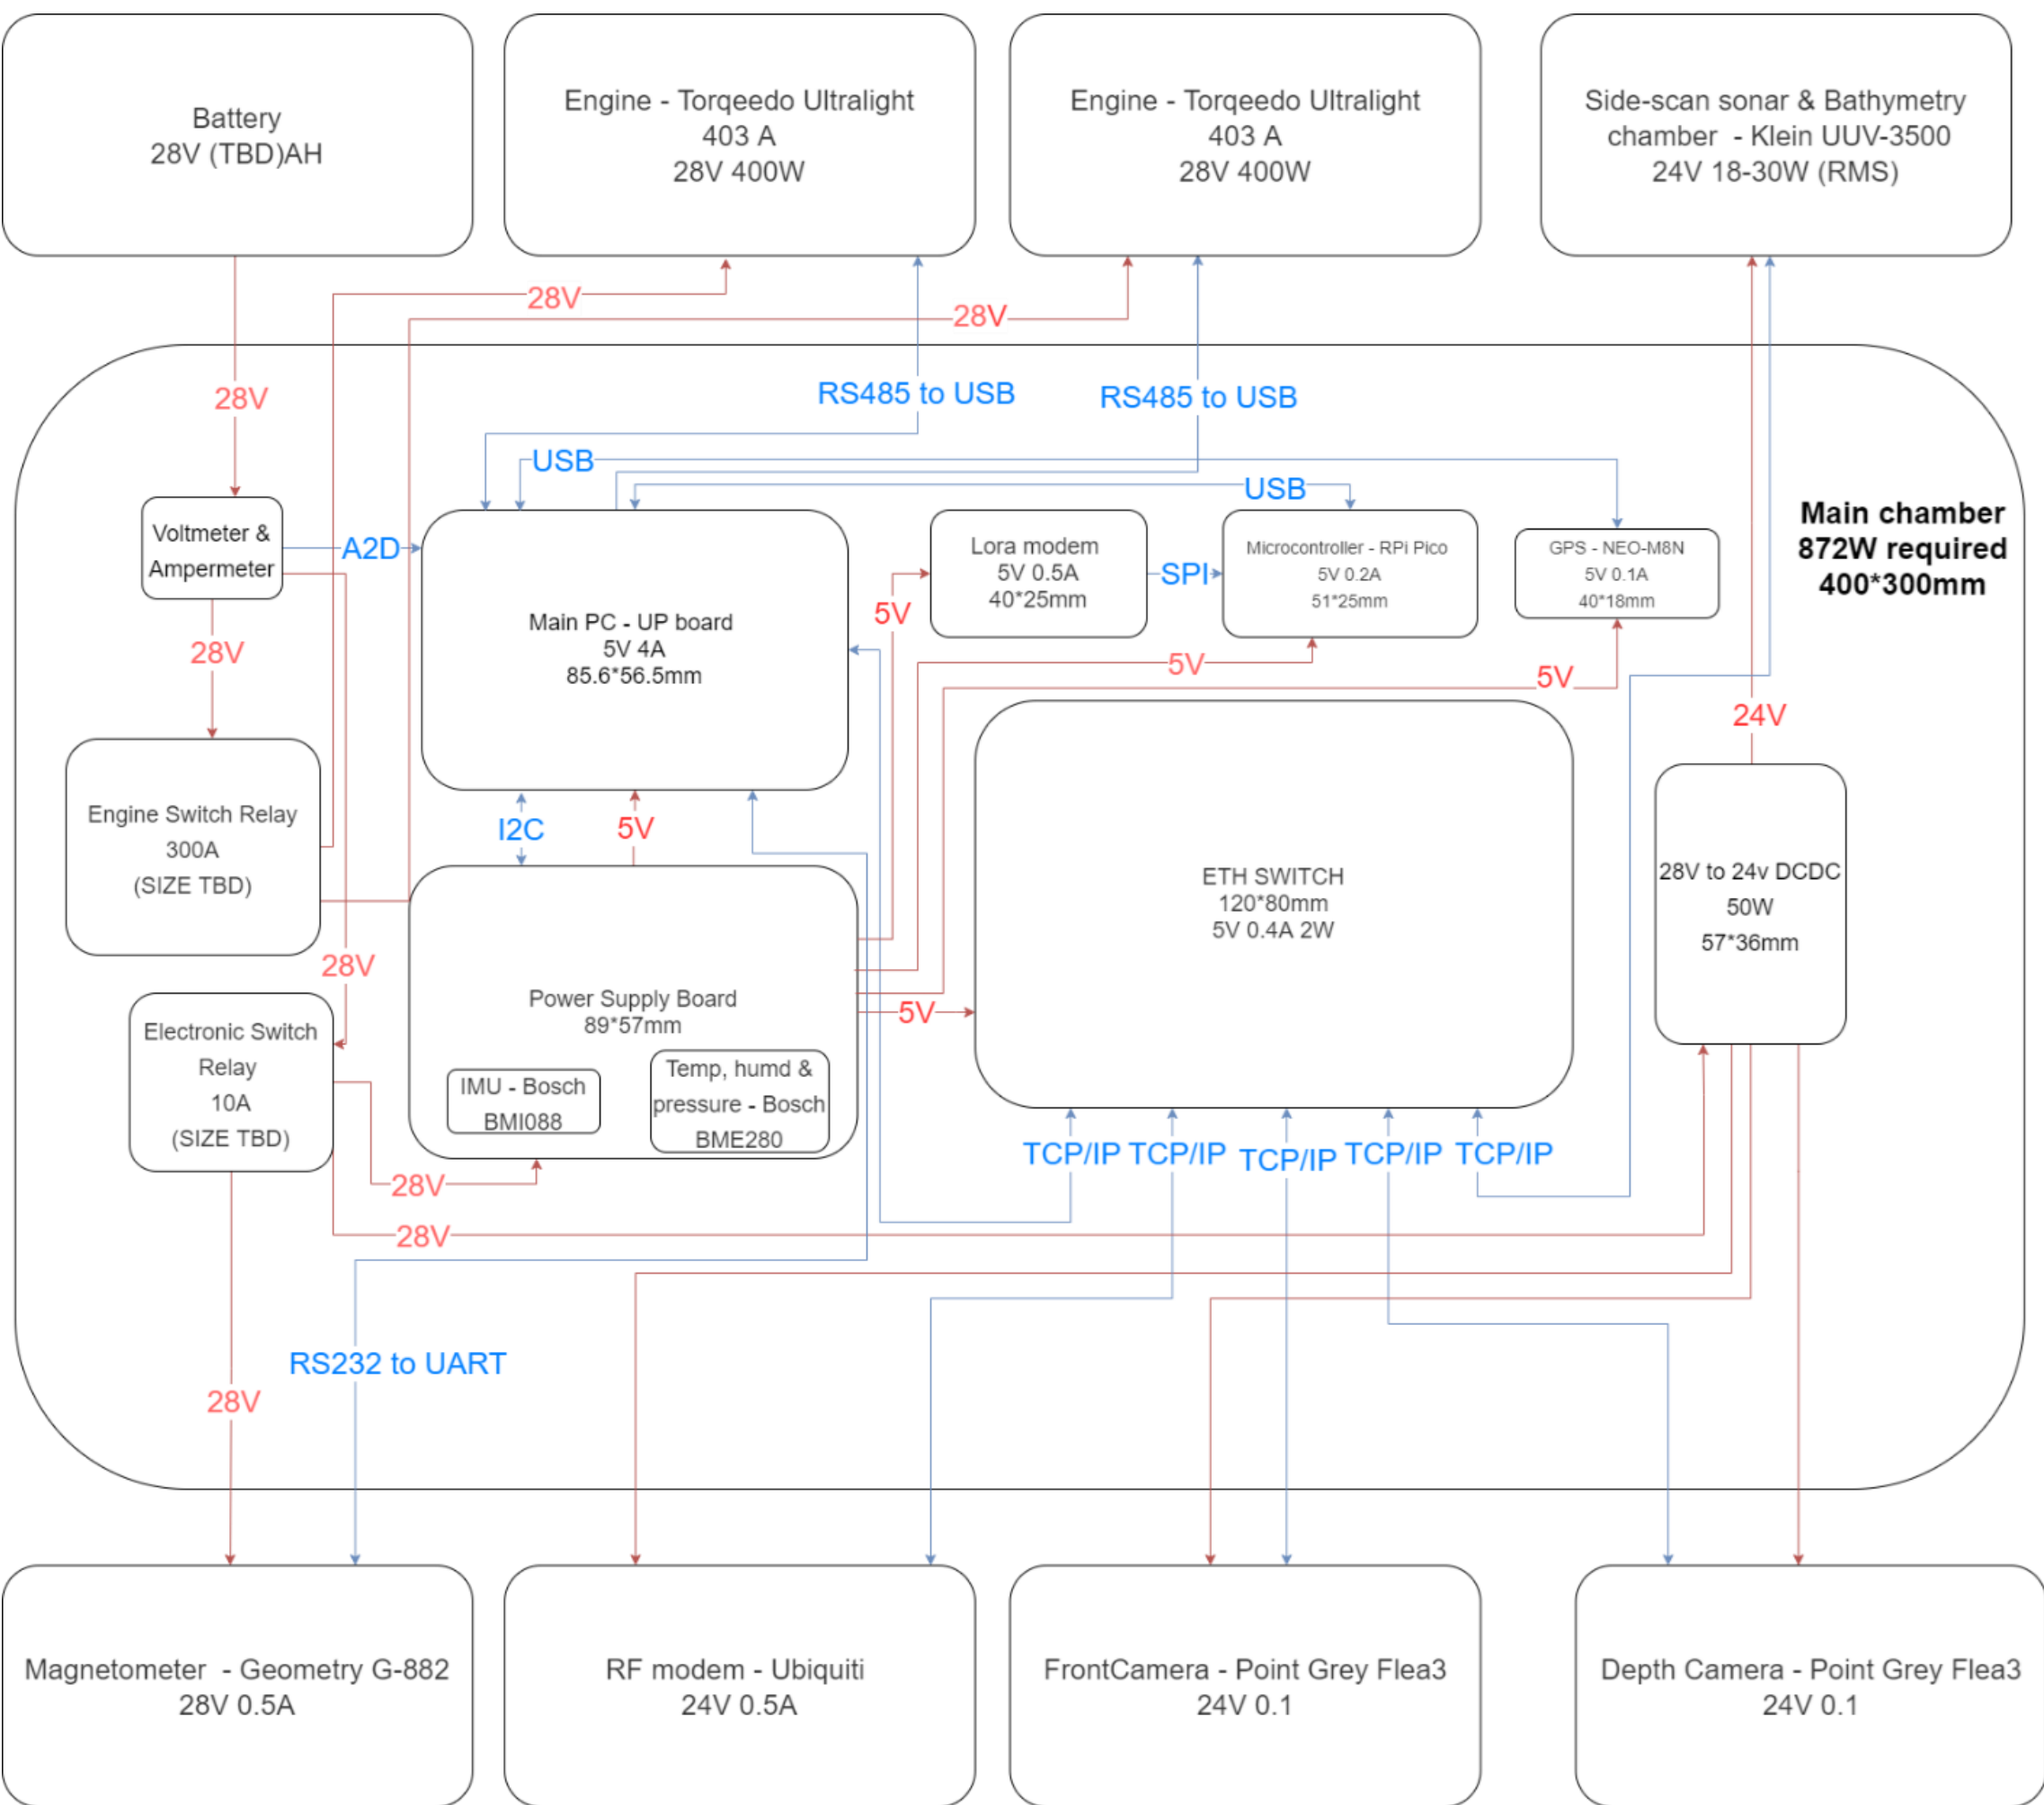 Battery
28V (TBD)AH
Engine - Torqeedo Ultralight
403 A
28V 400W
Engine - Torqeedo Ultralight
403 A
28V 400W
Side-scan sonar & Bathymetry
chamber - Klein UUV-3500
24V 18-30W (RMS)
28V
28V
28V
RS485 to USB
RS485 to USB
USB
USB
Main chamber
872W required
400*300mm
Voltmeter &
Ampermeter
A2D
Main PC - UP board
5V 4A
85.6*56.5mm
Lora modem
5V 0.5A
40*25mm
SPI
Microcontroller - RPi Pico
5V 0.2A
51*25mm
GPS - NEO-M8N
5V 0.1A
40*18mm
5V
28V
5V
5V
24V
Engine Switch Relay
300A
(SIZE TBD)
I2C
5V
ETH SWITCH
120*80mm
5V 0.4A 2W
28V to 24v DCDC
50W
57*36mm
28V
Electronic Switch
Relay
10A
(SIZE TBD)
Power Supply Board
89*57mm
5V
IMU - Bosch
BMI088
Temp, humd &
pressure - Bosch
BME280
TCP/IP
TCP/IP
TCP/IP
TCP/IP
TCP/IP
28V
28V
RS232 to UART
28V
Magnetometer - Geometry G-882
28V 0.5A
RF modem - Ubiquiti
24V 0.5A
FrontCamera - Point Grey Flea3
24V 0.1
Depth Camera - Point Grey Flea3
24V 0.1